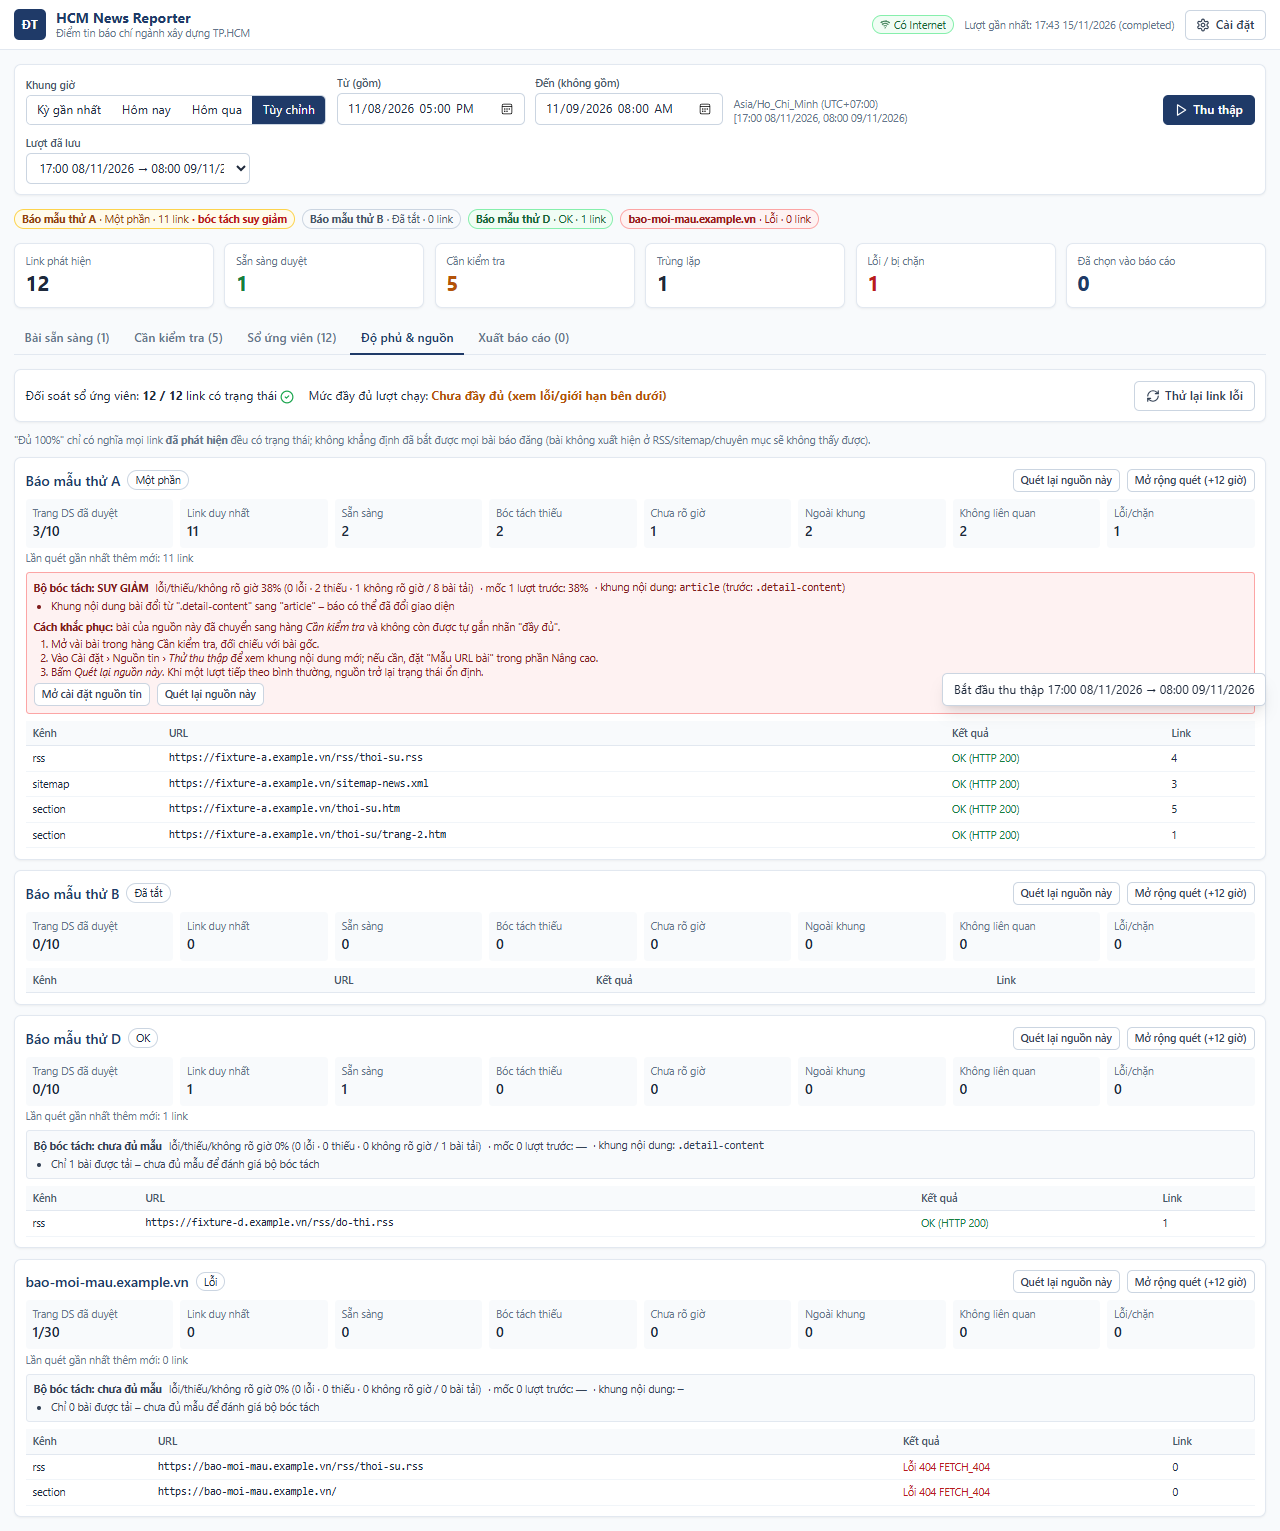 ĐT
HCM News Reporter
Điểm tin báo chí ngành xây dựng TP.HCM
Có Internet
Lượt gần nhất: 17:43 15/11/2026 (completed)
Cài đặt
Khung giờ
Kỳ gần nhất Hôm nay Hôm qua Tùy chỉnh
Từ (gồm)
11/08/2026 05:00 PM
Đến (không gồm)
11/09/2026 08:00 AM
Asia/Ho_Chi_Minh (UTC+07:00)
[17:00 08/11/2026, 08:00 09/11/2026)
Thu thập
Lượt đã lưu
17:00 08/11/2026 → 08:00 09/11/2
Báo mẫu thử A · Một phần · 11 link · bóc tách suy giảm
Báo mẫu thử B · Đã tắt · 0 link
Báo mẫu thử D · OK · 1 link
bao-moi-mau.example.vn · Lỗi · 0 link
Link phát hiện
12
Sẵn sàng duyệt
1
Cần kiểm tra
5
Trùng lặp
1
Lỗi / bị chặn
1
Đã chọn vào báo cáo
0
Bài sẵn sàng (1) Cần kiểm tra (5) Sổ ứng viên (12) Độ phủ & nguồn Xuất báo cáo (0)
Đối soát sổ ứng viên: 12 / 12 link có trạng thái Mức đầy đủ lượt chạy: Chưa đầy đủ (xem lỗi/giới hạn bên dưới)
Thử lại link lỗi
"Đủ 100%" chỉ có nghĩa mọi link đã phát hiện đều có trạng thái; không khẳng định đã bắt được mọi bài báo đăng (bài không xuất hiện ở RSS/sitemap/chuyên mục sẽ không thấy được).
Báo mẫu thử A Một phần
Quét lại nguồn này Mở rộng quét (+12 giờ)
Trang DS đã duyệt Link duy nhất Sẵn sàng Bóc tách thiếu Chưa rõ giờ Ngoài khung Không liên quan Lỗi/chặn
3/10 11 2 2 1 2 2 1
Lần quét gần nhất thêm mới: 11 link
Bộ bóc tách: SUY GIẢM lỗi/thiếu/không rõ giờ 38% (0 lỗi · 2 thiếu · 1 không rõ giờ / 8 bài tải) · mốc 1 lượt trước: 38% · khung nội dung: article (trước: .detail-content)
• Khung nội dung bài đổi từ ".detail-content" sang "article" – báo có thể đã đổi giao diện
Cách khắc phục: bài của nguồn này đã chuyển sang hàng Cần kiểm tra và không còn được tự gắn nhãn "đầy đủ".
1. Mở vài bài trong hàng Cần kiểm tra, đối chiếu với bài gốc.
2. Vào Cài đặt › Nguồn tin › Thử thu thập để xem khung nội dung mới; nếu cần, đặt "Mẫu URL bài" trong phần Nâng cao.
3. Bấm Quét lại nguồn này. Khi một lượt tiếp theo bình thường, nguồn trở lại trạng thái ổn định.
Mở cài đặt nguồn tin Quét lại nguồn này
Bắt đầu thu thập 17:00 08/11/2026 → 08:00 09/11/2026
Kênh URL Kết quả Link
rss https://fixture-a.example.vn/rss/thoi-su.rss OK (HTTP 200) 4
sitemap https://fixture-a.example.vn/sitemap-news.xml OK (HTTP 200) 3
section https://fixture-a.example.vn/thoi-su.htm OK (HTTP 200) 5
section https://fixture-a.example.vn/thoi-su/trang-2.htm OK (HTTP 200) 1
Báo mẫu thử B Đã tắt
Quét lại nguồn này Mở rộng quét (+12 giờ)
Trang DS đã duyệt Link duy nhất Sẵn sàng Bóc tách thiếu Chưa rõ giờ Ngoài khung Không liên quan Lỗi/chặn
0/10 0 0 0 0 0 0 0
Kênh URL Kết quả Link
Báo mẫu thử D OK
Quét lại nguồn này Mở rộng quét (+12 giờ)
Trang DS đã duyệt Link duy nhất Sẵn sàng Bóc tách thiếu Chưa rõ giờ Ngoài khung Không liên quan Lỗi/chặn
0/10 1 1 0 0 0 0 0
Lần quét gần nhất thêm mới: 1 link
Bộ bóc tách: chưa đủ mẫu lỗi/thiếu/không rõ giờ 0% (0 lỗi · 0 thiếu · 0 không rõ giờ / 1 bài tải) · mốc 0 lượt trước: — · khung nội dung: .detail-content
• Chỉ 1 bài được tải – chưa đủ mẫu để đánh giá bộ bóc tách
Kênh URL Kết quả Link
rss https://fixture-d.example.vn/rss/do-thi.rss OK (HTTP 200) 1
bao-moi-mau.example.vn Lỗi
Quét lại nguồn này Mở rộng quét (+12 giờ)
Trang DS đã duyệt Link duy nhất Sẵn sàng Bóc tách thiếu Chưa rõ giờ Ngoài khung Không liên quan Lỗi/chặn
1/30 0 0 0 0 0 0 0
Lần quét gần nhất thêm mới: 0 link
Bộ bóc tách: chưa đủ mẫu lỗi/thiếu/không rõ giờ 0% (0 lỗi · 0 thiếu · 0 không rõ giờ / 0 bài tải) · mốc 0 lượt trước: — · khung nội dung: –
• Chỉ 0 bài được tải – chưa đủ mẫu để đánh giá bộ bóc tách
Kênh URL Kết quả Link
rss https://bao-moi-mau.example.vn/rss/thoi-su.rss Lỗi 404 FETCH_404 0
section https://bao-moi-mau.example.vn/ Lỗi 404 FETCH_404 0